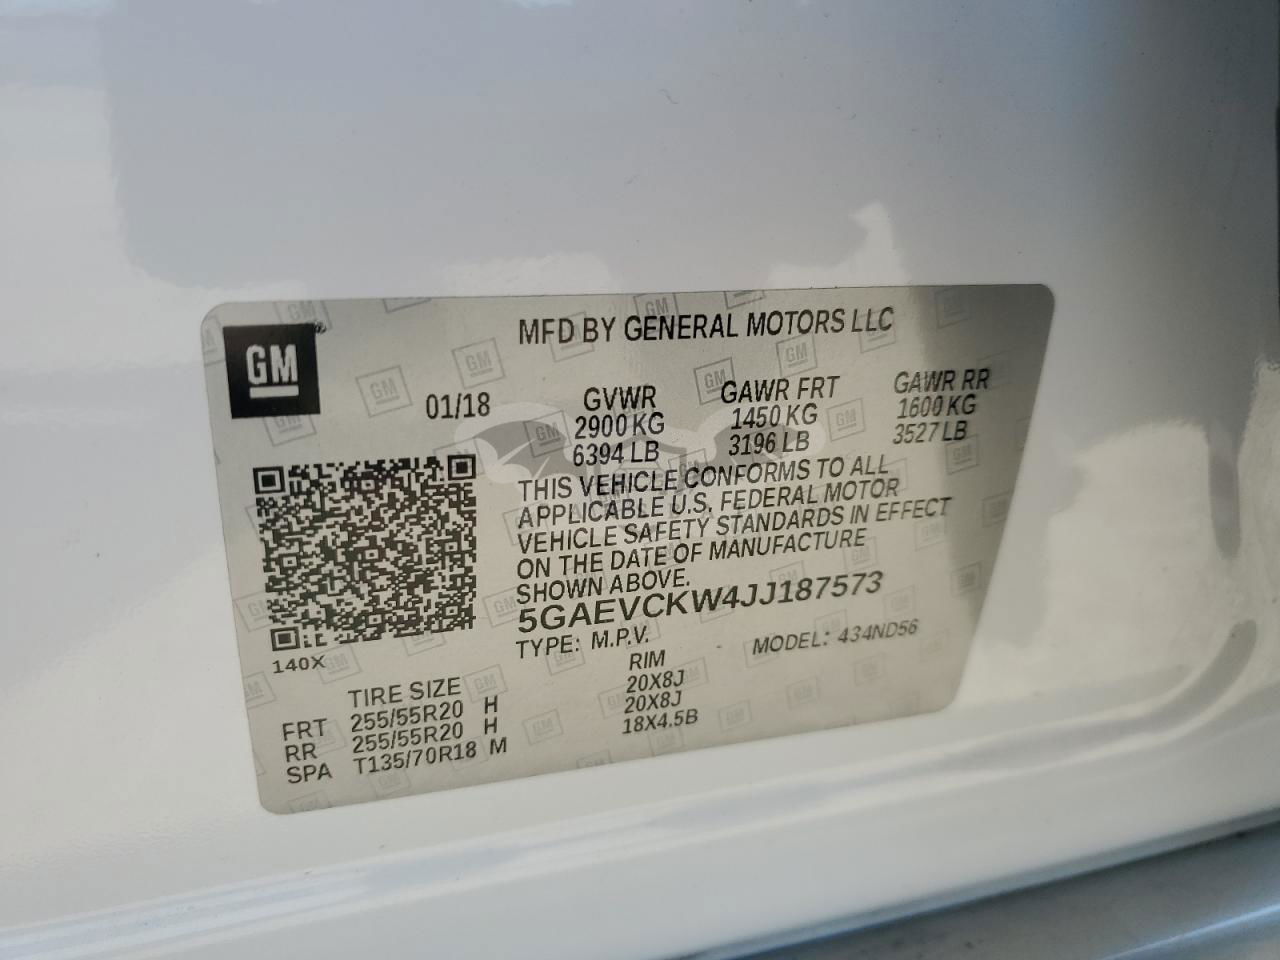 GM
MFD BY GENERAL MOTORS LLC
01/18
GVWR GAWR FRT GAWR RR
2900 KG 1450 KG 1600 KG
6394 LB 3196 LB 3527 LB
THIS VEHICLE CONFORMS TO ALL
APPLICABLE U.S. FEDERAL MOTOR
VEHICLE SAFETY STANDARDS IN EFFECT
ON THE DATE OF MANUFACTURE
SHOWN ABOVE.
5GAEVCKW4JJ187573
TYPE: M.P.V. MODEL: 434ND56
140X
TIRE SIZE RIM
FRT 255/55R20 H 20X8J
RR 255/55R20 H 20X8J
SPA T135/70R18 M 18X4.5B